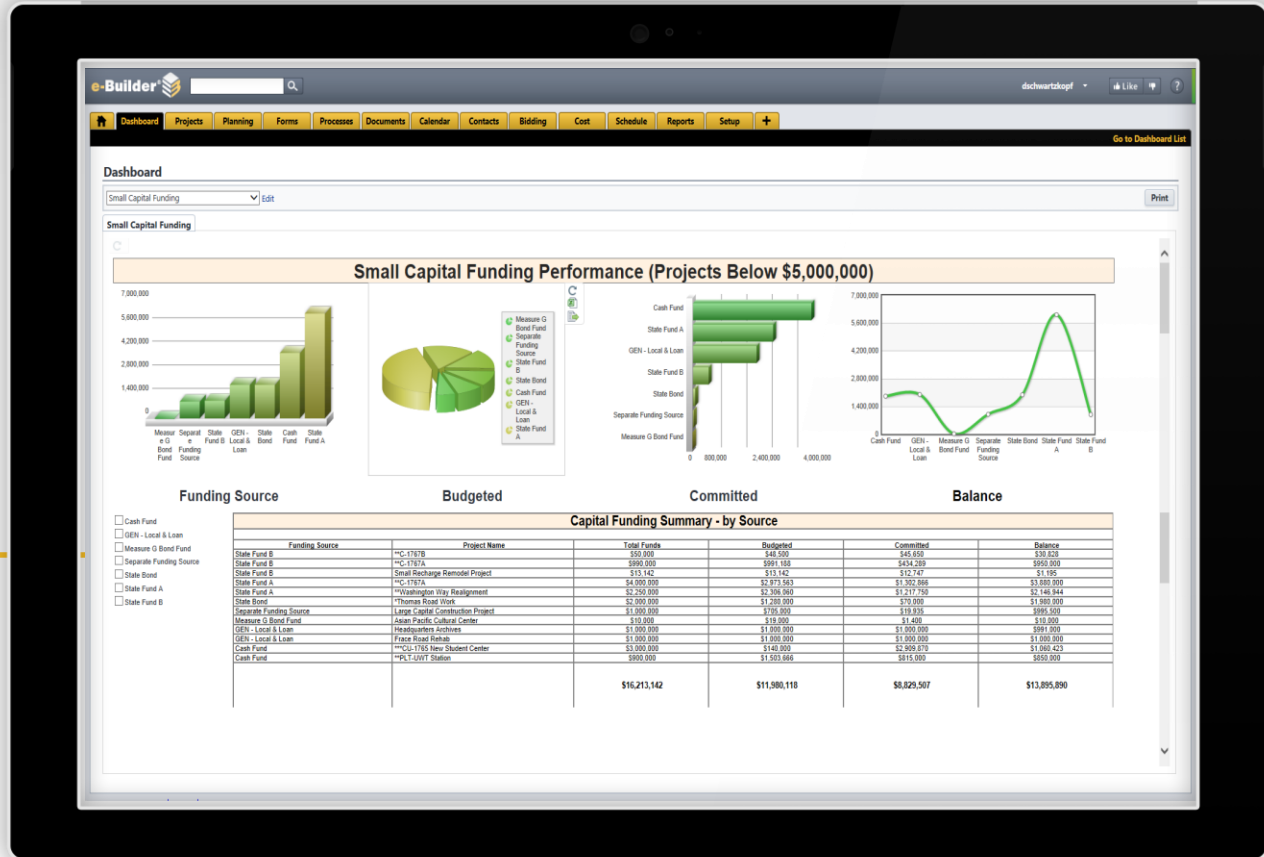 e-Builder®
dschwartzkopf
Like
?
Dashboard Projects Planning Forms Processes Documents Calendar Contacts Bidding Cost Schedule Reports Setup +
Go to Dashboard List
Dashboard
Small Capital Funding Edit Print
Small Capital Funding
Small Capital Funding Performance (Projects Below $5,000,000)
7,000,000
5,600,000
4,200,000
2,800,000
1,400,000
0
Measur e G Bond Fund
Separat e Funding Source
State Fund B
GEN - Local & Loan
State Bond
Cash Fund
State Fund A
Measure G Bond Fund
Separate Funding Source
State Fund B
State Bond
Cash Fund
GEN - Local & Loan
State Fund A
Cash Fund
State Fund A
GEN - Local & Loan
State Fund B
State Bond
Separate Funding Source
Measure G Bond Fund
0 800,000 2,400,000 4,000,000
7,000,000
5,600,000
4,200,000
2,800,000
1,400,000
0
Cash Fund
GEN - Local & Loan
Measure G Bond Fund
Separate Funding Source
State Bond
State Fund A
State Fund B
Funding Source Budgeted Committed Balance
Cash Fund
GEN - Local & Loan
Measure G Bond Fund
Separate Funding Source
State Bond
State Fund A
State Fund B
Capital Funding Summary - by Source
Funding Source Project Name Total Funds Budgeted Committed Balance
State Fund B **C-1767B $50,000 $48,500 $45,650 $30,828
State Fund B **C-1767A $990,000 $991,188 $434,289 $950,000
State Fund B Small Recharge Remodel Project $13,142 $13,142 $12,747 $1,195
State Fund A **C-1767A $4,000,000 $2,973,563 $1,302,866 $3,880,000
State Fund A **Washington Way Realignment $2,250,000 $2,306,060 $1,217,750 $2,146,944
State Bond *Thomas Road Work $2,000,000 $1,280,000 $70,000 $1,980,000
Separate Funding Source Large Capital Construction Project $1,000,000 $705,000 $19,935 $995,500
Measure G Bond Fund Asian Pacific Cultural Center $10,000 $19,000 $1,400 $10,000
GEN - Local & Loan Headquarters Archives $1,000,000 $1,000,000 $1,000,000 $991,000
GEN - Local & Loan Frace Road Rehab $1,000,000 $1,000,000 $1,000,000 $1,000,000
Cash Fund ***CU-1765 New Student Center $3,000,000 $140,000 $2,909,870 $1,060,423
Cash Fund **PLT-UWT Station $900,000 $1,503,666 $815,000 $850,000
$16,213,142 $11,980,118 $8,829,507 $13,895,890